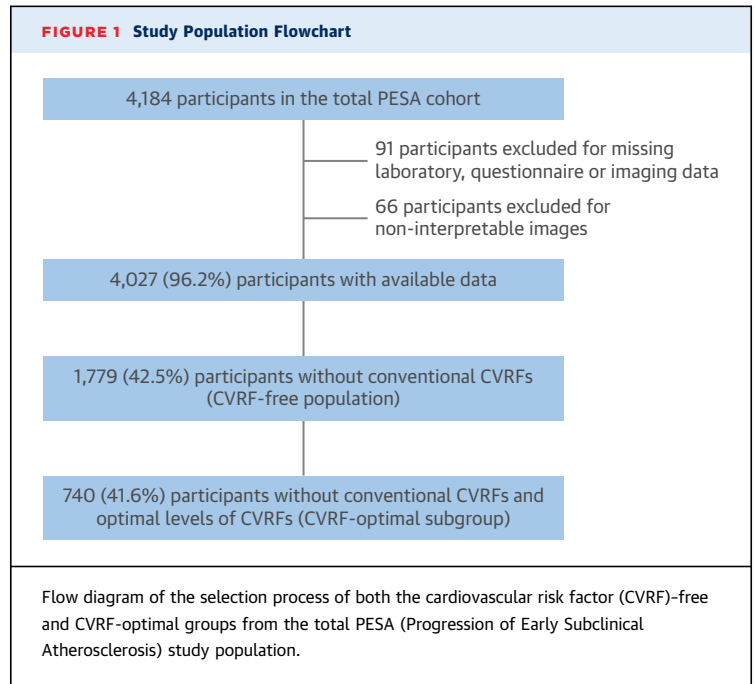 FIGURE 1 Study Population Flowchart
4,184 participants in the total PESA cohort
91 participants excluded for missing
laboratory, questionnaire or imaging data
66 participants excluded for
non-interpretable images
4,027 (96.2%) participants with available data
1,779 (42.5%) participants without conventional CVRFs
(CVRF-free population)
740 (41.6%) participants without conventional CVRFs and
optimal levels of CVRFs (CVRF-optimal subgroup)
Flow diagram of the selection process of both the cardiovascular risk factor (CVRF)-free
and CVRF-optimal groups from the total PESA (Progression of Early Subclinical
Atherosclerosis) study population.